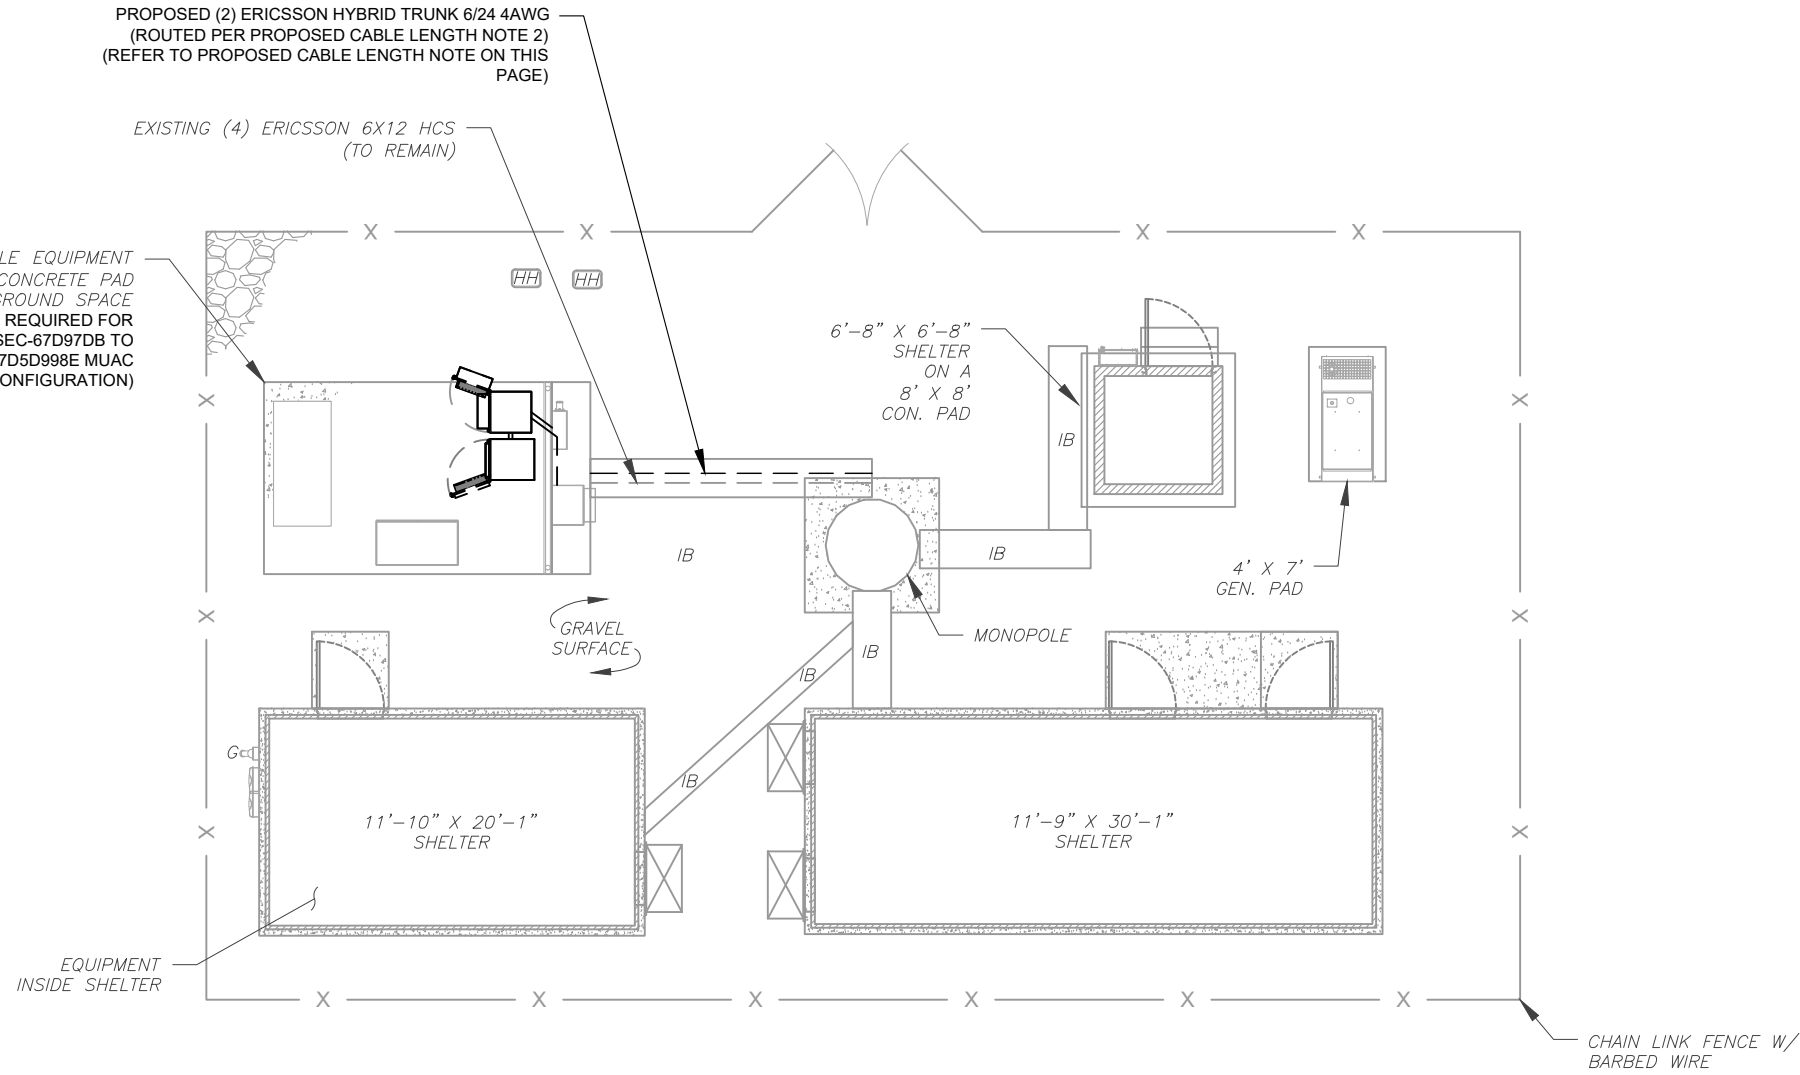 PROPOSED (2) ERICSSON HYBRID TRUNK 6/24 4AWG
(ROUTED PER PROPOSED CABLE LENGTH NOTE 2)
(REFER TO PROPOSED CABLE LENGTH NOTE ON THIS
PAGE)
EXISTING (4) ERICSSON 6X12 HCS
(TO REMAIN)
X
X
X
X
LE EQUIPMENT
CONCRETE PAD
GROUND SPACE
REQUIRED FOR
SEC-67D97DB TO
7D5D998E MUAC
ONFIGURATION)
HH
HH
6'-8" X 6'-8"
SHELTER
ON A
8' X 8'
CON. PAD
IB
X
X
IB
IB
4' X 7'
GEN. PAD
X
X
GRAVEL
SURFACE
MONOPOLE
IB
IB
G
IB
11'-10" X 20'-1"
SHELTER
11'-9" X 30'-1"
SHELTER
X
X
EQUIPMENT
INSIDE SHELTER
X
X
X
X
X
X
CHAIN LINK FENCE W/
BARBED WIRE